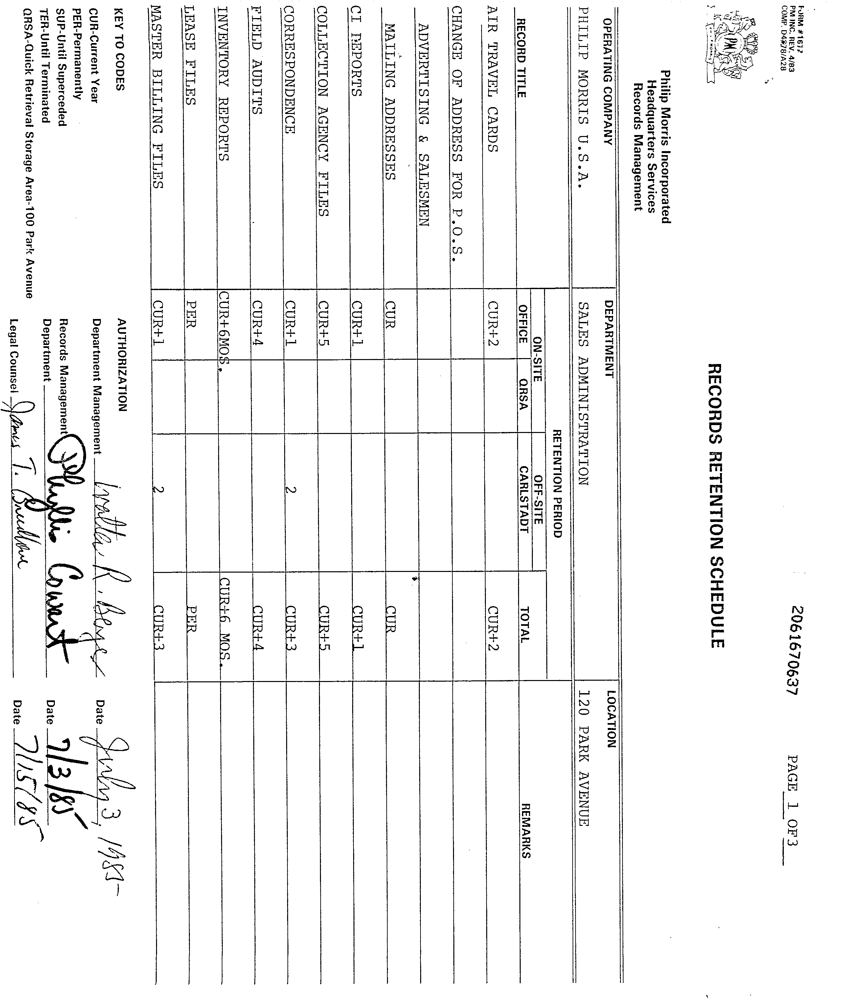 FORM #1617
PM INC. REV. 4/83
COMP. D4978/A28
2061670637
PAGE 1 OF 3
Philip Morris Incorporated
Headquarters Services
Records Management
RECORDS RETENTION SCHEDULE
OPERATING COMPANY DEPARTMENT LOCATION
PHILIP MORRIS U.S.A. SALES ADMINISTRATION 120 PARK AVENUE
RETENTION PERIOD
RECORD TITLE ON-SITE OFFICE QRSA OFF-SITE CARLSTADT TOTAL REMARKS
AIR TRAVEL CARDS CUR+2 CUR+2
CHANGE OF ADDRESS FOR P.O.S.
ADVERTISING & SALESMEN
MAILING ADDRESSES CUR CUR
CI REPORTS CUR+1 CUR+1
COLLECTION AGENCY FILES CUR+5 CUR+5
CORRESPONDENCE CUR+1 2 CUR+3
FIELD AUDITS CUR+4 CUR+4
INVENTORY REPORTS CUR+6MOS. CUR+6 MOS.
LEASE FILES PER PER
MASTER BILLING FILES CUR+1 2 CUR+3
KEY TO CODES
CUR-Current Year
PER-Permanently
SUP-Until Superceded
TER-Until Terminated
QRSA-Quick Retrieval Storage Area-100 Park Avenue
AUTHORIZATION
Department Management Walter R. Date July 3, 1985
Records Management
Department Phyllis Cowart Date 7/3/85
Legal Counsel James T. Date 7/15/85